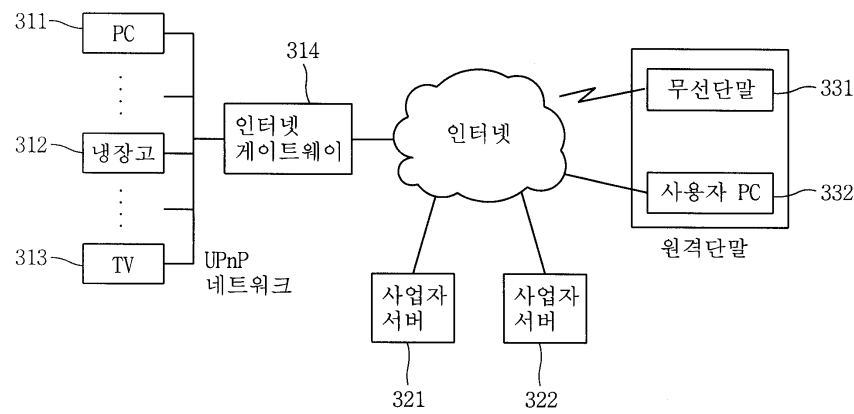 311
PC
314
무선단말
331
인터넷
게이트웨이
인터넷
312
냉장고
사용자 PC
332
원격단말
313
TV
UPnP
네트워크
사업자
서버
사업자
서버
321
322